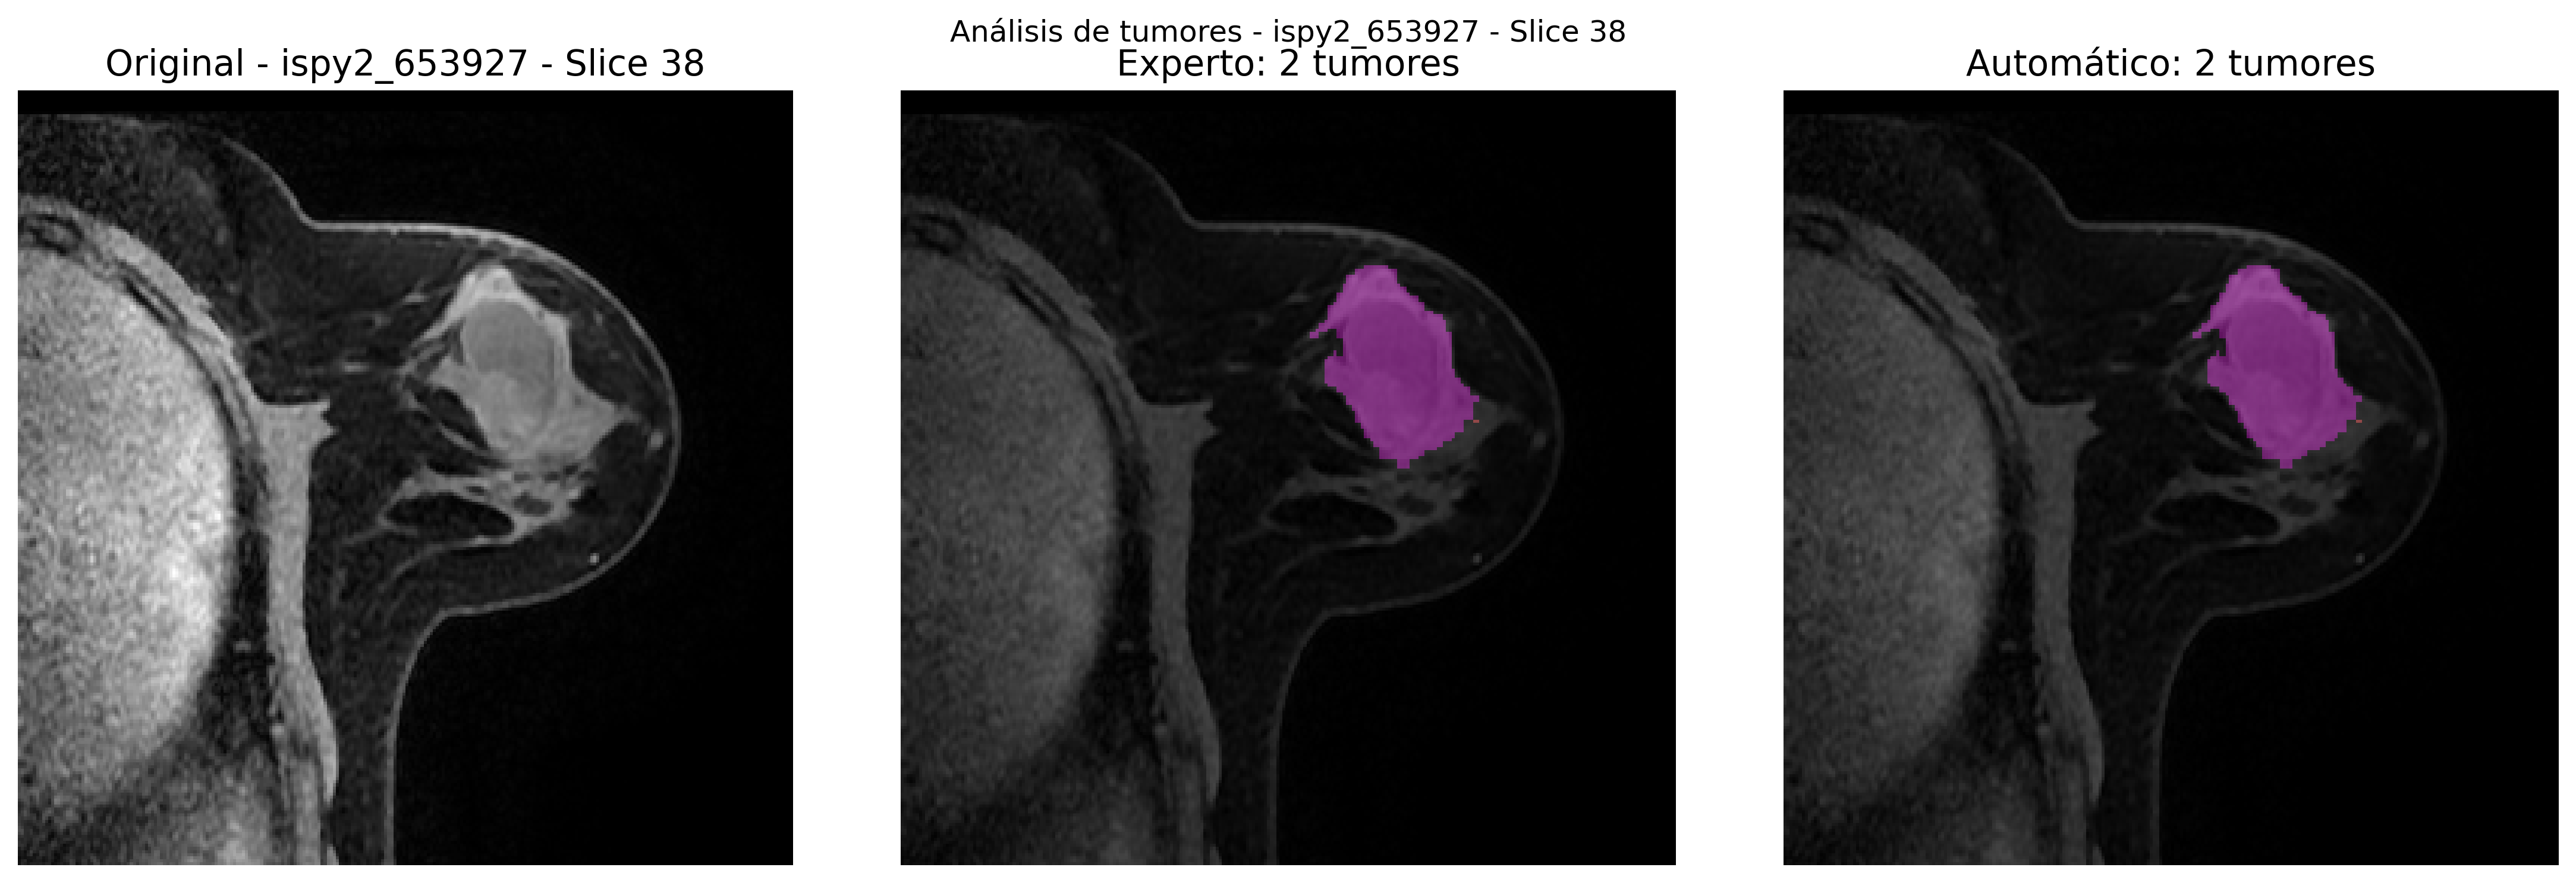 Análisis de tumores - ispy2_653927 - Slice 38
Original - ispy2_653927 - Slice 38
Experto: 2 tumores
Automático: 2 tumores